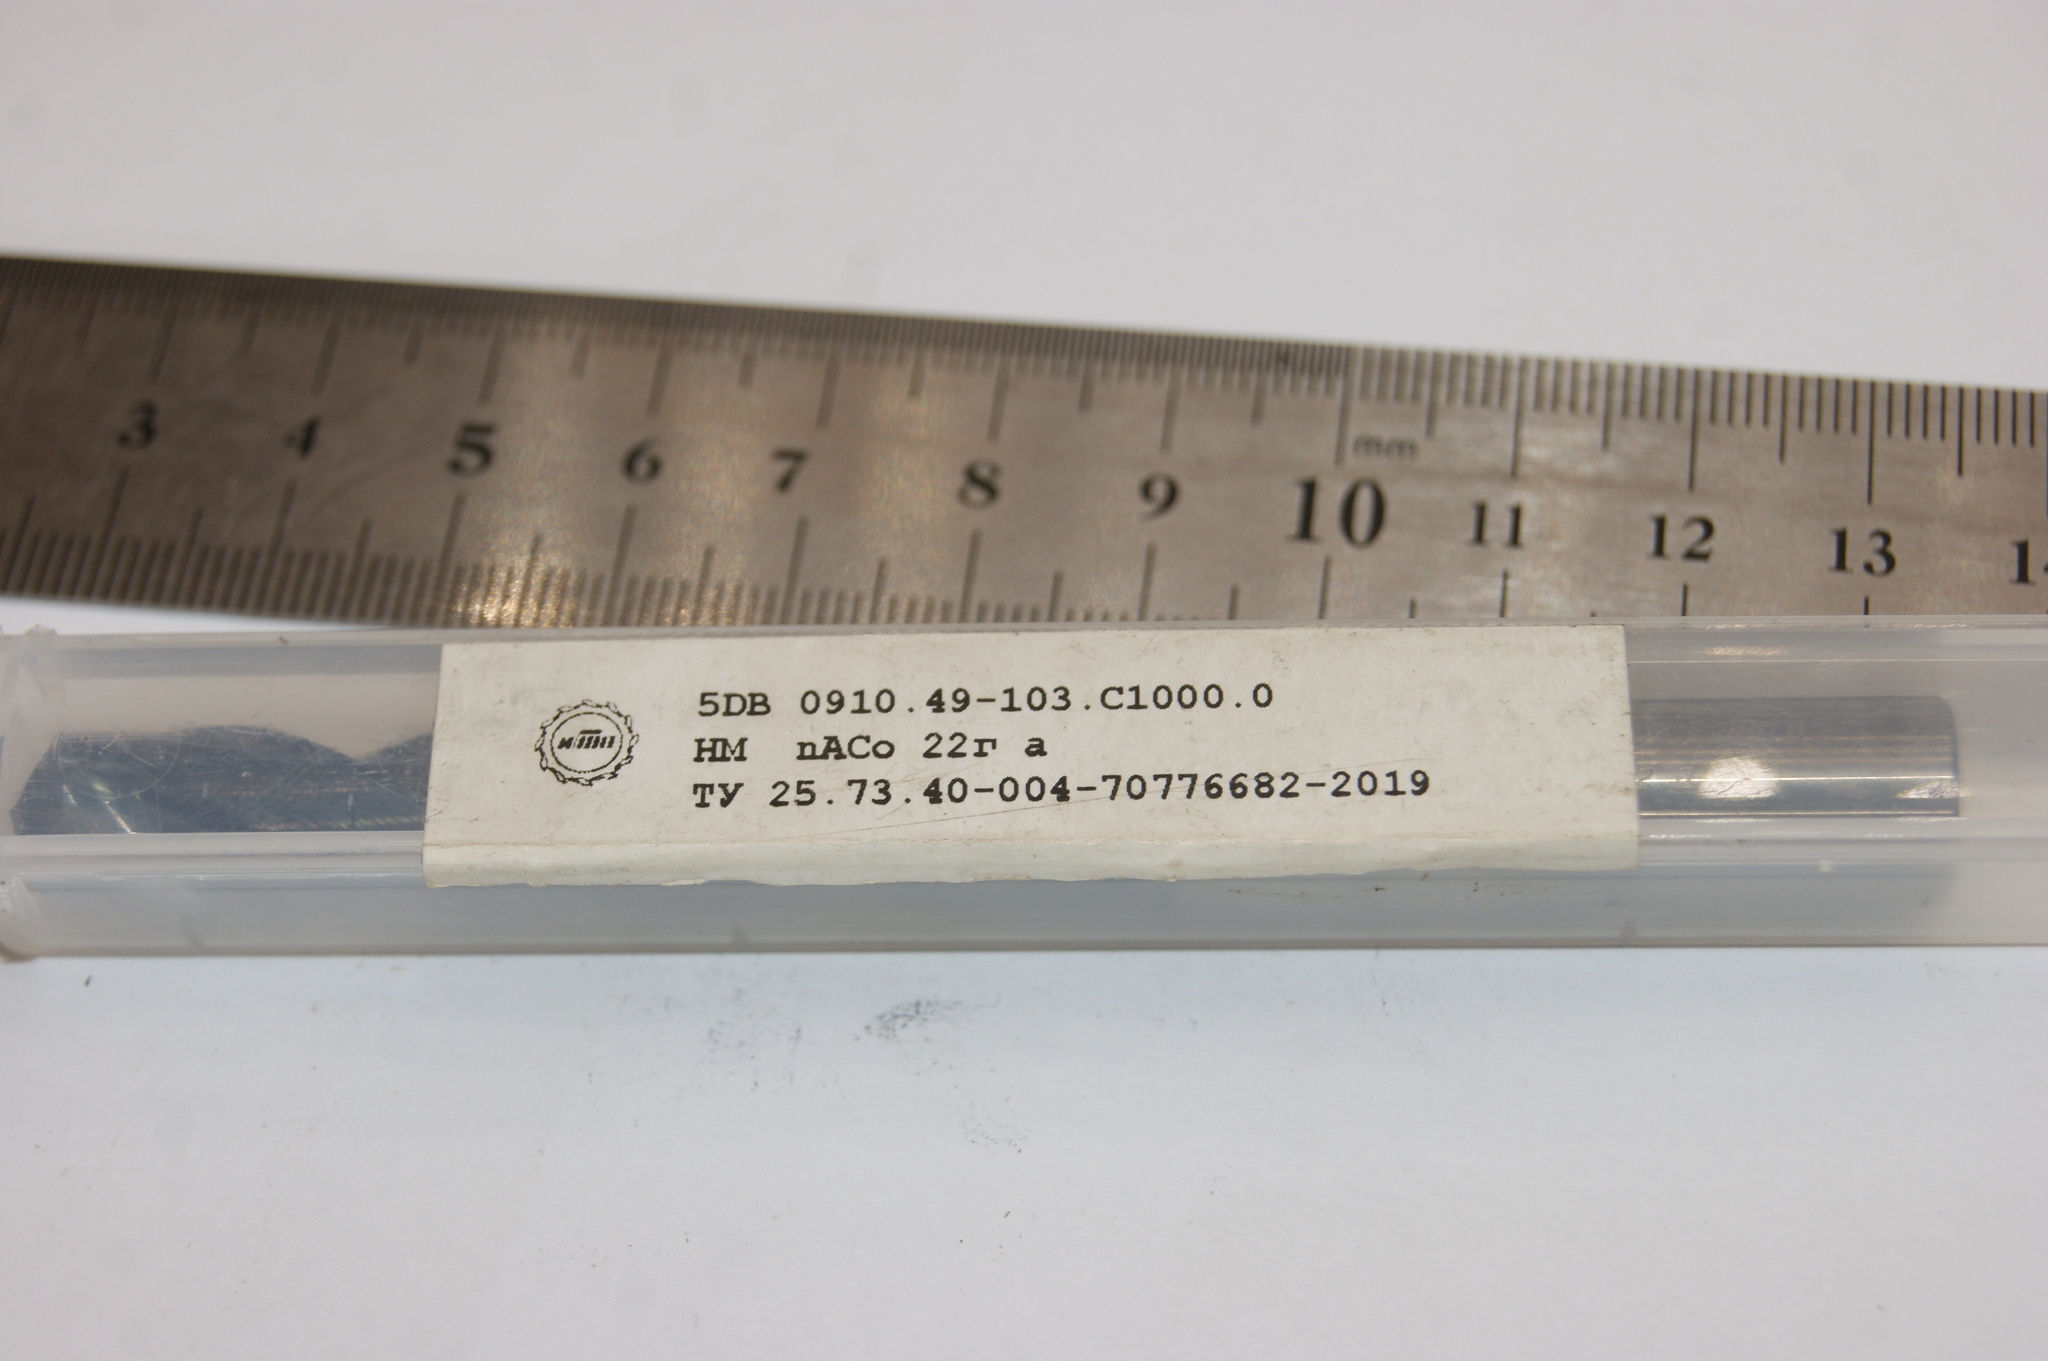 3 4 5 6 7 8 9 10 mm 11 12 13
5DB 0910.49-103.C1000.0
НМ nACo 22г а
ТУ 25.73.40-004-70776682-2019